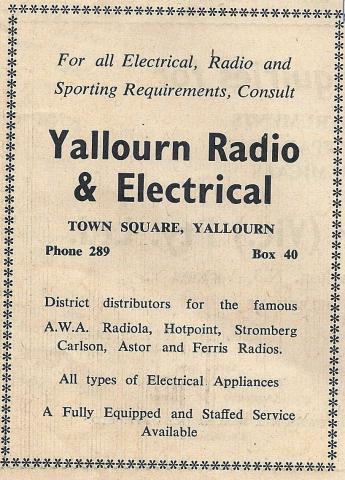 For all Electrical, Radio and
Sporting Requirements, Consult
Yallourn Radio
& Electrical
TOWN SQUARE, YALLOURN
Phone 289 Box 40
District distributors for the famous
A.W.A. Radiola, Hotpoint, Stromberg
Carlson, Astor and Ferris Radios.
All types of Electrical Appliances
A Fully Equipped and Staffed Service
Available